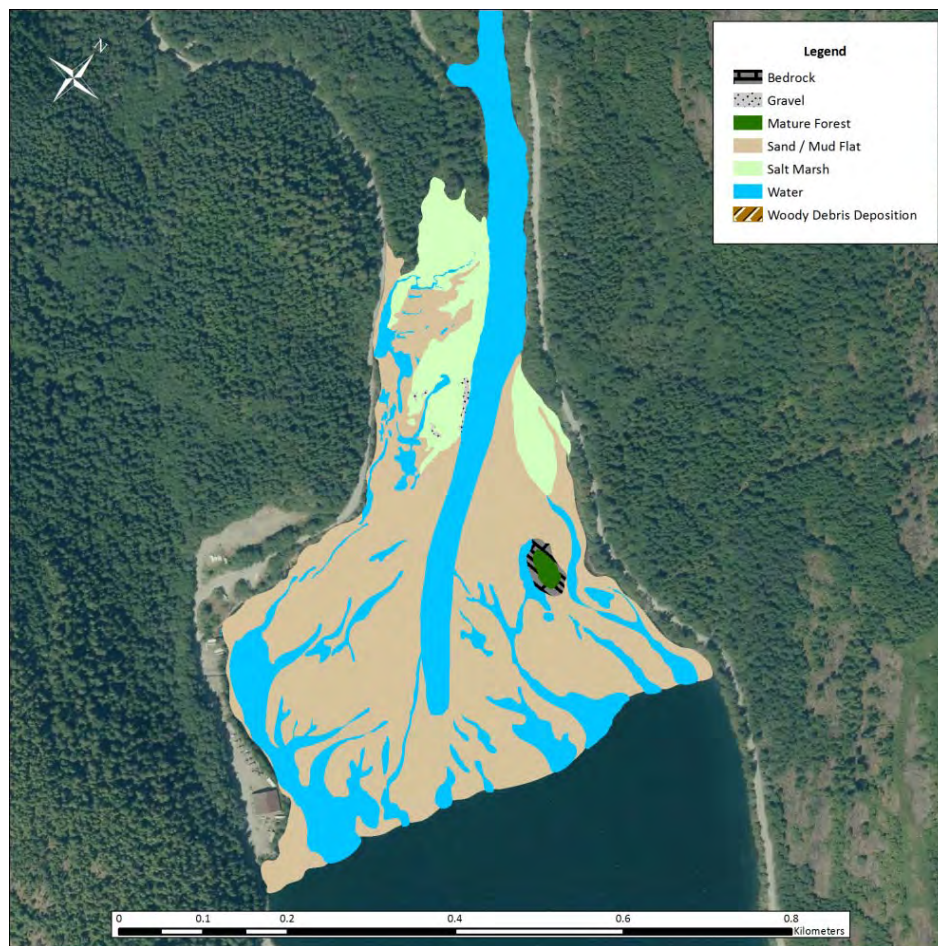 N
Legend
Bedrock
Gravel
Mature Forest
Sand / Mud Flat
Salt Marsh
Water
Woody Debris Deposition
0 0.1 0.2 0.4 0.6 0.8
Kilometers